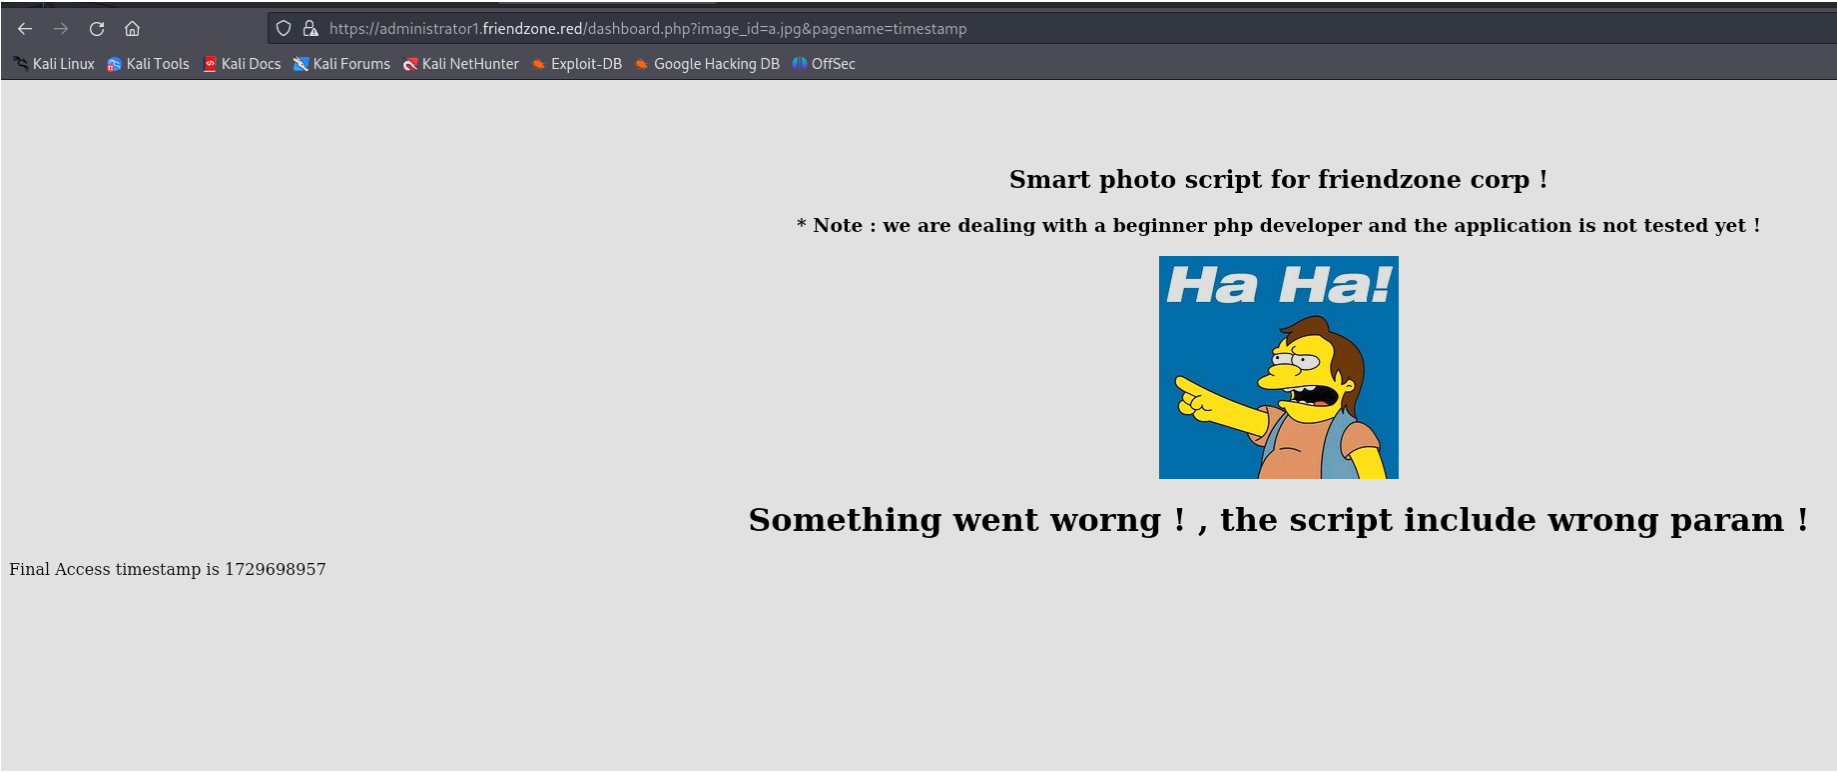 https://administrator1.friendzone.red/dashboard.php?image_id=a.jpg&pagename=timestamp
Kali Linux Kali Tools Kali Docs Kali Forums Kali NetHunter Exploit-DB Google Hacking DB OffSec
Smart photo script for friendzone corp !
* Note : we are dealing with a beginner php developer and the application is not tested yet !
Ha Ha!
Something went worng ! , the script include wrong param !
Final Access timestamp is 1729698957